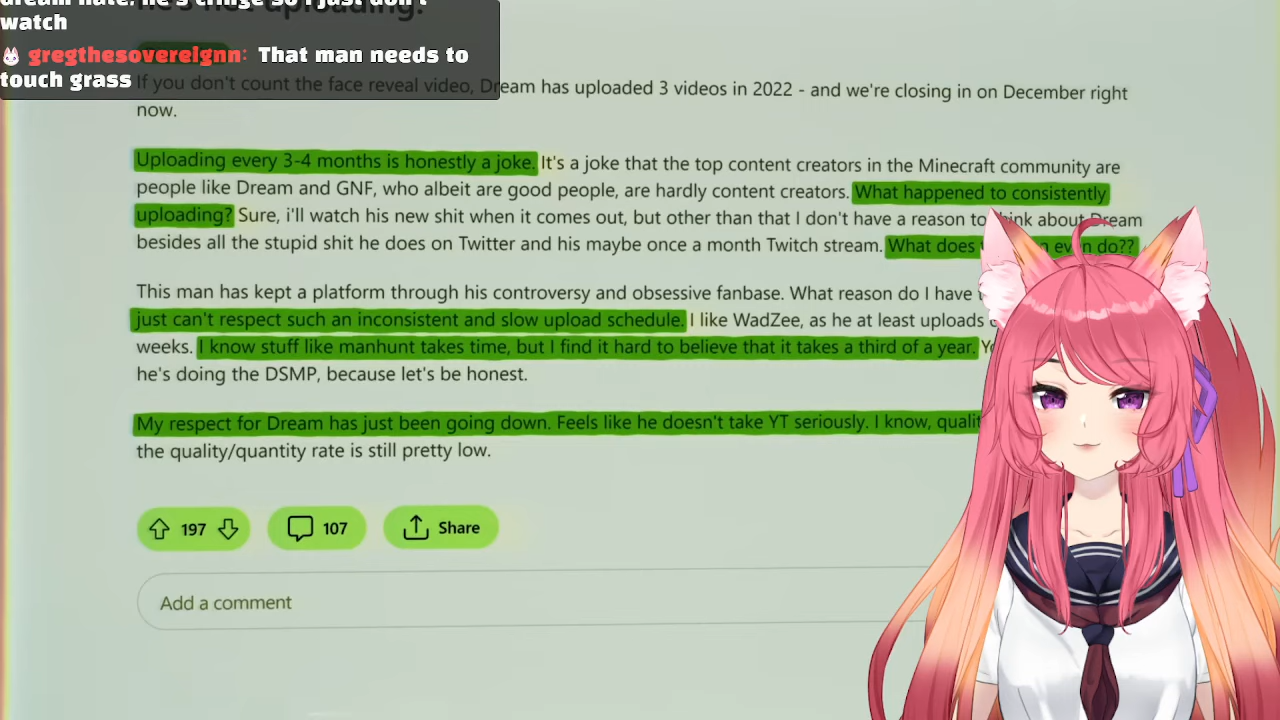 watch
gregthesovereignn: That man needs to
touch grass
If you don't count the face reveal video, Dream has uploaded 3 videos in 2022 - and we're closing in on December right
now.
Uploading every 3-4 months is honestly a joke. It's a joke that the top content creators in the Minecraft community are
people like Dream and GNF, who albeit are good people, are hardly content creators. What happened to consistently
uploading? Sure, i'll watch his new shit when it comes out, but other than that I don't have a reason to think about Dream
besides all the stupid shit he does on Twitter and his maybe once a month Twitch stream. What does even do??
This man has kept a platform through his controversy and obsessive fanbase. What reason do I have
just can't respect such an inconsistent and slow upload schedule. I like WadZee, as he at least uploads
weeks. I know stuff like manhunt takes time, but I find it hard to believe that it takes a third of a year.
he's doing the DSMP, because let's be honest.
My respect for Dream has just been going down. Feels like he doesn't take YT seriously. I know,
the quality/quantity rate is still pretty low.
197 107 Share
Add a comment